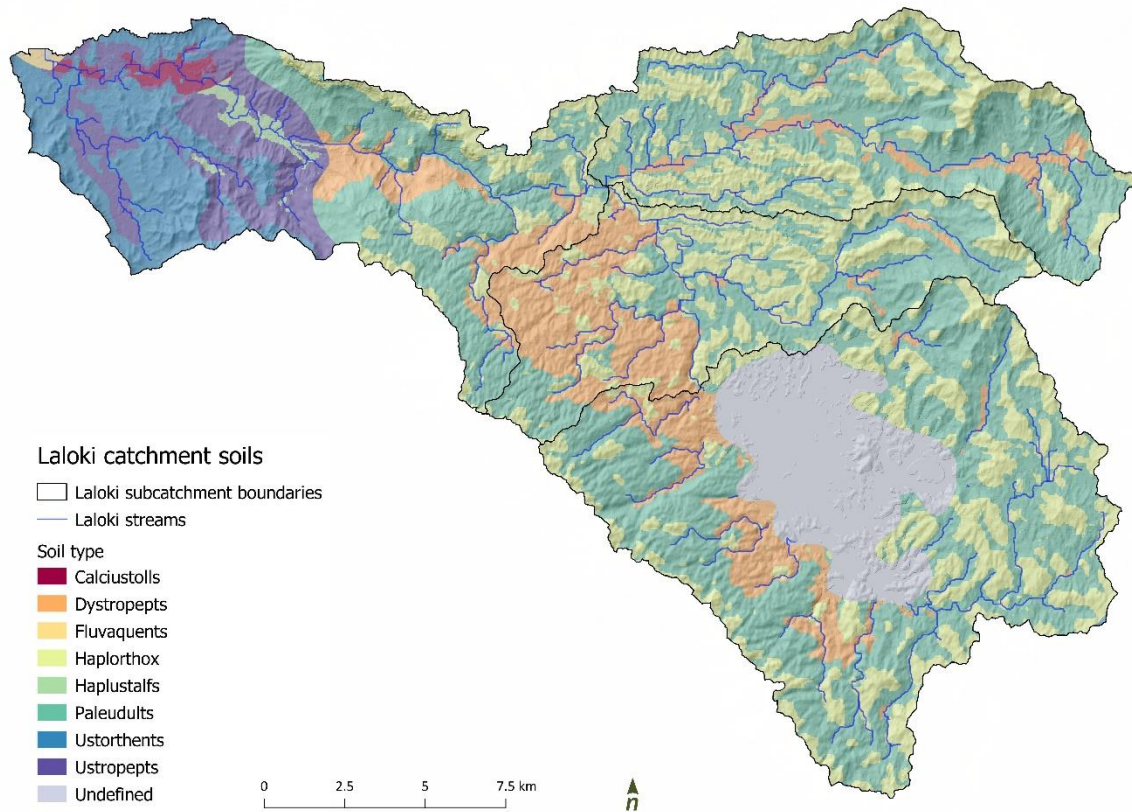 Laloki catchment soils
Laloki subcatchment boundaries
Laloki streams
Soil type
Calciustolls
Dystropepts
Fluvaquents
Haplorthox
Haplustalfs
Paleudults
Ustorthents
Ustropepts
Undefined
0 2.5 5 7.5 km
n